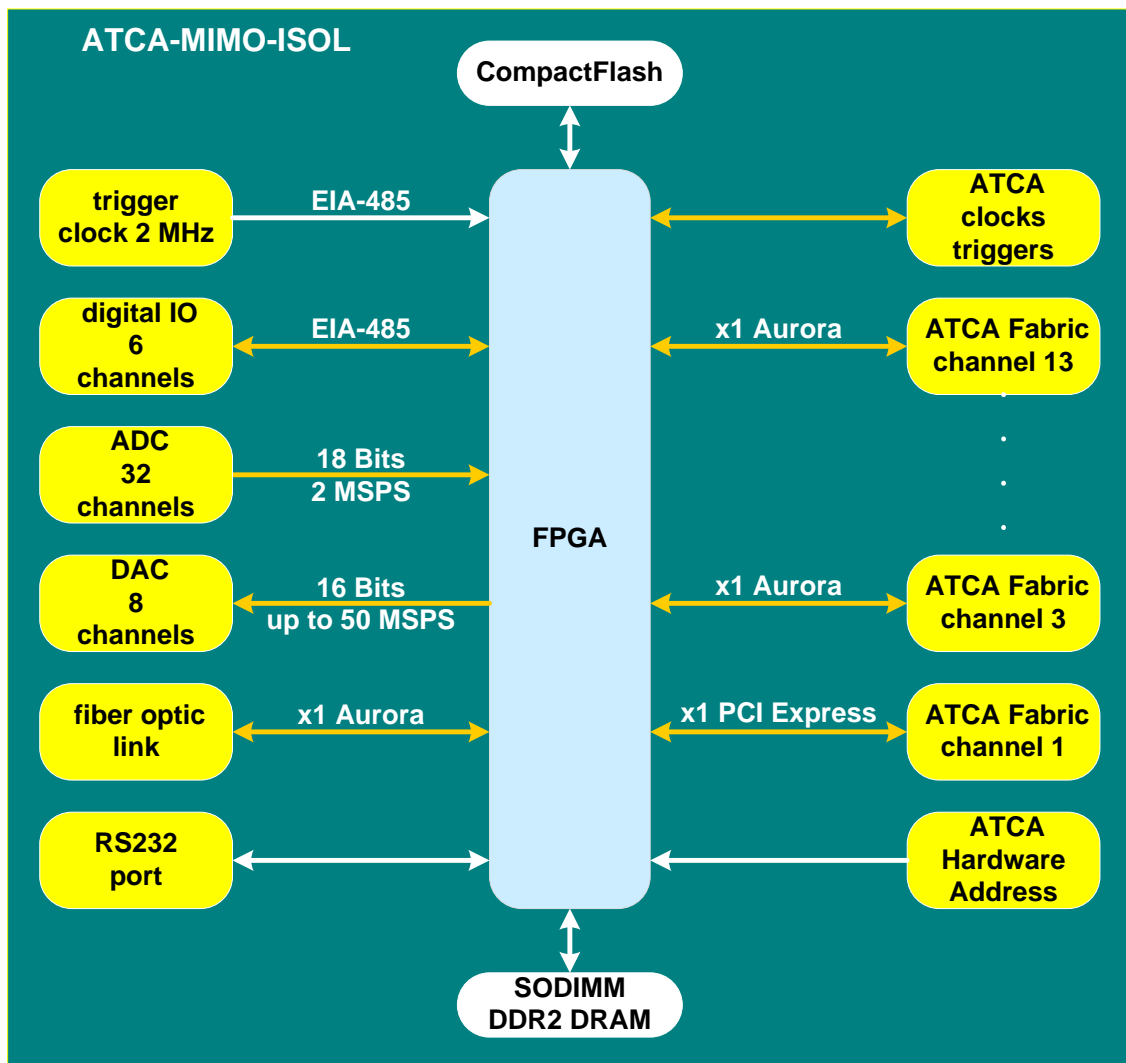 ATCA-MIMO-ISOL
CompactFlash
trigger
clock 2 MHz
EIA-485
ATCA
clocks
triggers
digital IO
6
channels
EIA-485
x1 Aurora
ATCA Fabric
channel 13
ADC
32
channels
18 Bits
2 MSPS
.
.
.
.
FPGA
DAC
8
channels
16 Bits
up to 50 MSPS
x1 Aurora
ATCA Fabric
channel 3
fiber optic
link
x1 Aurora
x1 PCI Express
ATCA Fabric
channel 1
RS232
port
ATCA
Hardware
Address
SODIMM
DDR2 DRAM